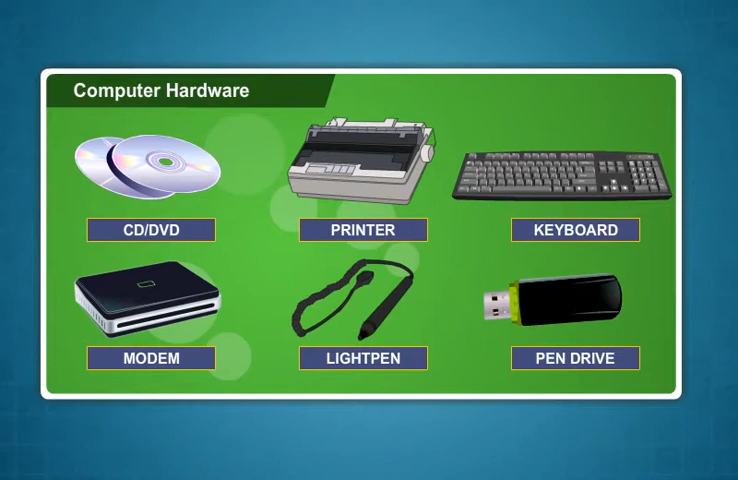 Computer Hardware
CD/DVD
PRINTER
KEYBOARD
MODEM
LIGHTPEN
PEN DRIVE